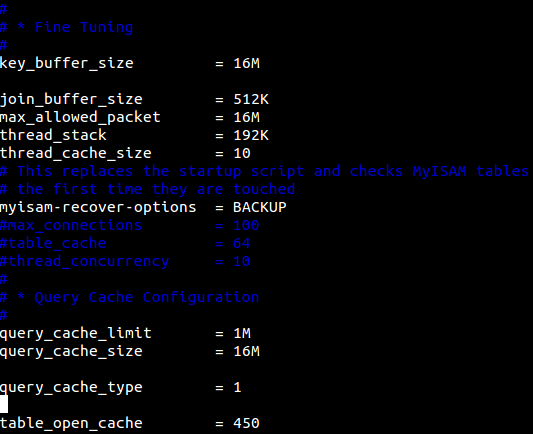 #
# * Fine Tuning
#
key_buffer_size         = 16M
join_buffer_size        = 512K
max_allowed_packet      = 16M
thread_stack            = 192K
thread_cache_size       = 10
# This replaces the startup script and checks MyISAM tables
# the first time they are touched
myisam-recover-options  = BACKUP
#max_connections        = 100
#table_cache            = 64
#thread_concurrency     = 10
#
# * Query Cache Configuration
#
query_cache_limit       = 1M
query_cache_size        = 16M
query_cache_type        = 1
table_open_cache        = 450